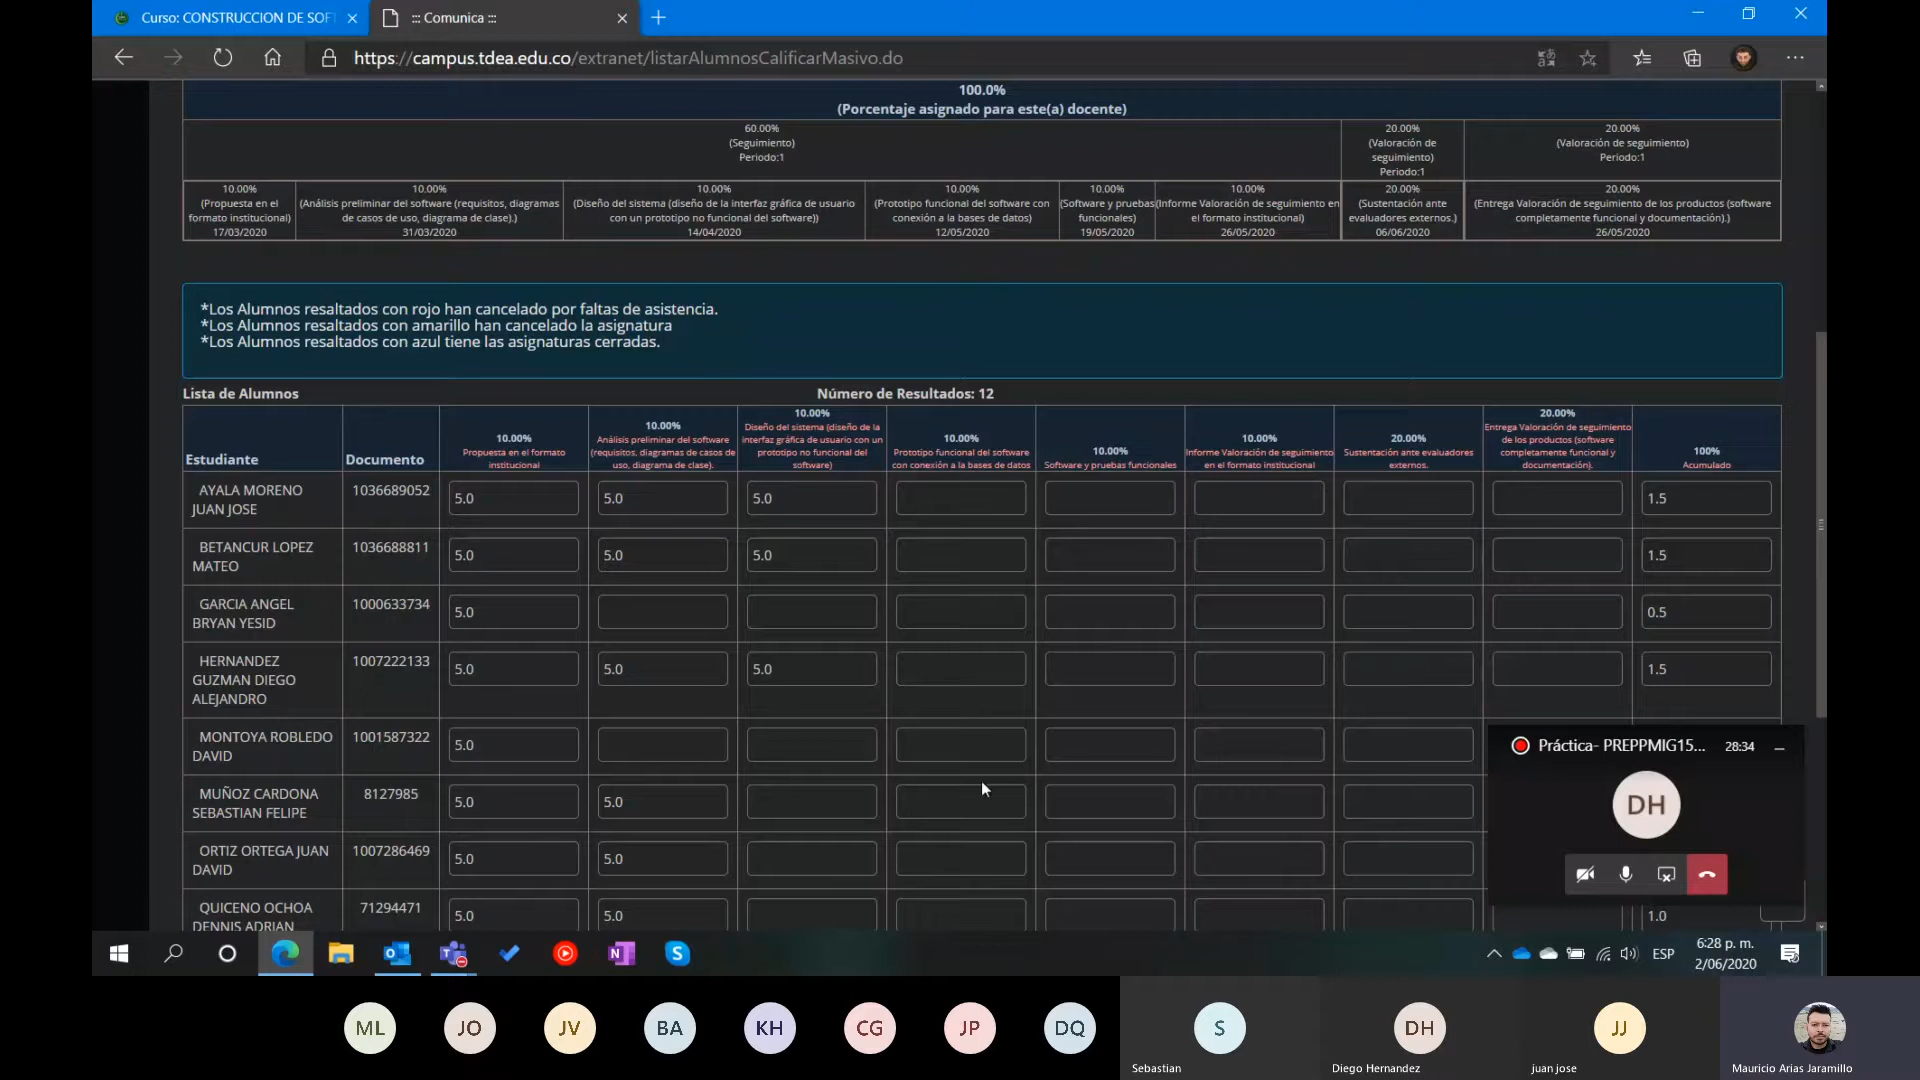 Curso: CONSTRUCCION DE SOF
::: Comunica :::
https://campus.tdea.edu.co/extranet/listarAlumnosCalificarMasivo.do
100.0%
(Porcentaje asignado para este(a) docente)
60.00%
(Seguimiento)
Periodo:1
20.00%
(Valoración de
seguimiento)
Periodo:1
20.00%
(Valoración de seguimiento)
Periodo:1
10.00%
(Propuesta en el
formato institucional)
17/03/2020
10.00%
(Análisis preliminar del software (requisitos, diagramas
de casos de uso, diagrama de clase).)
31/03/2020
10.00%
(Diseño del sistema (diseño de la interfaz gráfica de usuario
con un prototipo no funcional del software))
14/04/2020
10.00%
(Prototipo funcional del software con
conexión a la bases de datos)
12/05/2020
10.00%
(Software y pruebas
funcionales)
19/05/2020
10.00%
(Informe Valoración de seguimiento en
el formato institucional)
26/05/2020
20.00%
(Sustentación ante
evaluadores externos.)
06/06/2020
20.00%
(Entrega Valoración de seguimiento de los productos (software
completamente funcional y documentación).)
26/05/2020
*Los Alumnos resaltados con rojo han cancelado por faltas de asistencia.
*Los Alumnos resaltados con amarillo han cancelado la asignatura
*Los Alumnos resaltados con azul tiene las asignaturas cerradas.
Lista de Alumnos
Número de Resultados: 12
Estudiante
Documento
10.00%
Propuesta en el formato
institucional
10.00%
Análisis preliminar del software
(requisitos, diagramas de casos de
uso, diagrama de clase).
10.00%
Diseño del sistema (diseño de la
interfaz gráfica de usuario con un
prototipo no funcional del
software)
10.00%
Prototipo funcional del software
con conexión a la bases de datos
10.00%
Software y pruebas funcionales
10.00%
Informe Valoración de seguimiento
en el formato institucional
20.00%
Sustentación ante evaluadores
externos.
20.00%
Entrega Valoración de seguimiento
de los productos (software
completamente funcional y
documentación).
100%
Acumulado
AYALA MORENO
JUAN JOSE
1036689052 5.0 5.0 5.0 1.5
BETANCUR LOPEZ
MATEO
1036688811 5.0 5.0 5.0 1.5
GARCIA ANGEL
BRYAN YESID
1000633734 5.0 0.5
HERNANDEZ
GUZMAN DIEGO
ALEJANDRO
1007222133 5.0 5.0 5.0 1.5
MONTOYA ROBLEDO
DAVID
1001587322 5.0
MUÑOZ CARDONA
SEBASTIAN FELIPE
8127985 5.0 5.0
ORTIZ ORTEGA JUAN
DAVID
1007286469 5.0 5.0
QUICENO OCHOA
DENNIS ADRIAN
71294471 5.0 5.0 1.0
Práctica- PREPPMIG15... 28:34
DH
ESP
6:28 p. m.
2/06/2020
ML JO JV BA KH CG JP DQ S DH JJ
Sebastian
Diego Hernandez
juan jose
Mauricio Arias Jaramillo